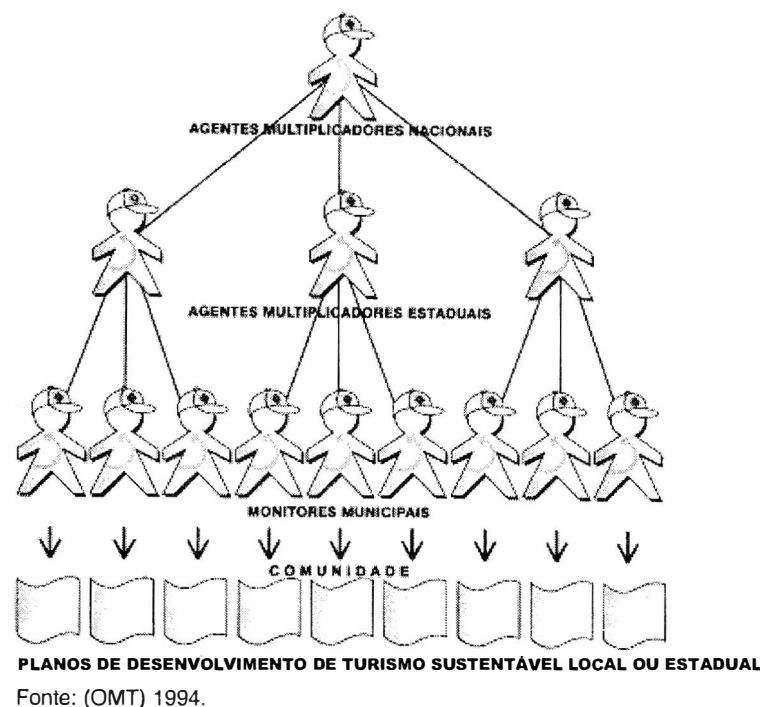 AGENTES MULTIPLICADORES NACIONAIS
AGENTES MULTIPLICADORES ESTADUAIS
MONITORES MUNICIPAIS
COMUNIDADE
PLANOS DE DESENVOLVIMENTO DE TURISMO SUSTENTÁVEL LOCAL OU ESTADUAL
Fonte: (OMT) 1994.